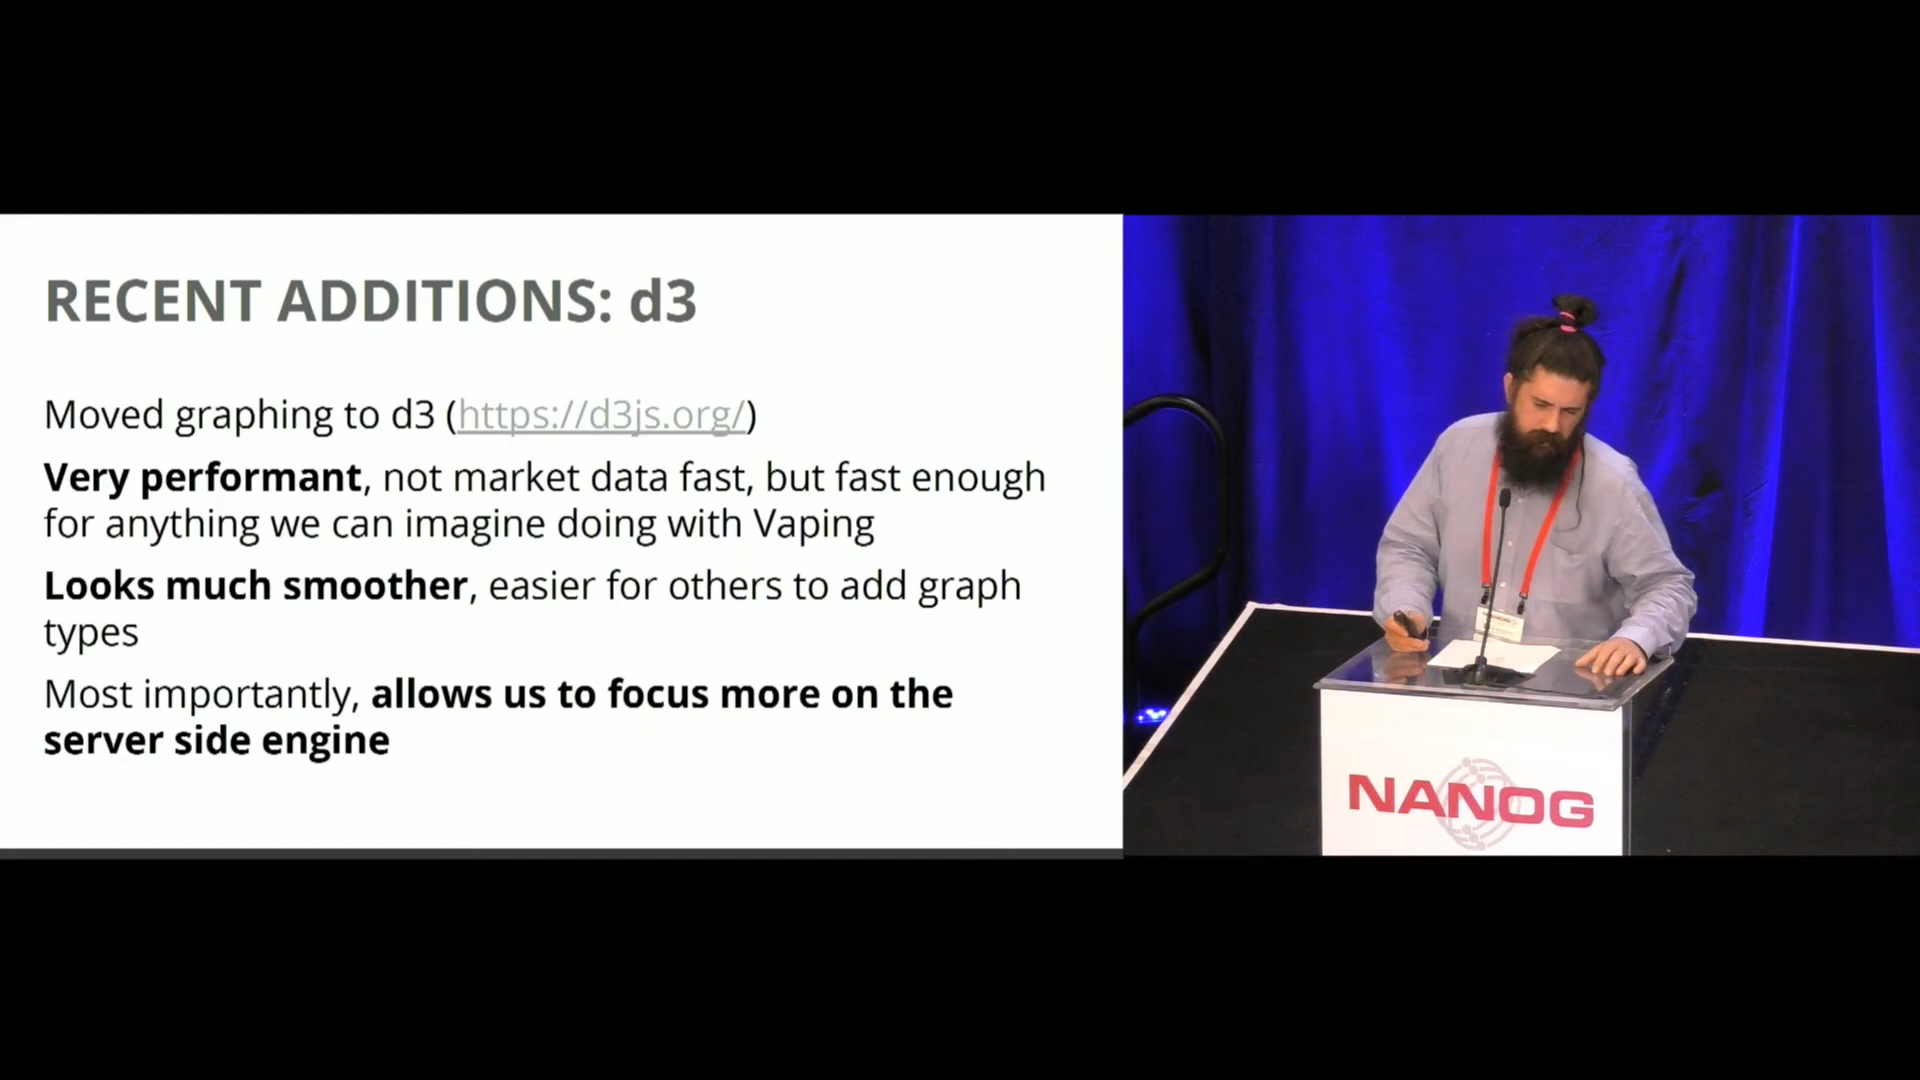 RECENT ADDITIONS: d3
Moved graphing to d3 (https://d3js.org/)
Very performant, not market data fast, but fast enough
for anything we can imagine doing with Vaping
Looks much smoother, easier for others to add graph
types
Most importantly, allows us to focus more on the
server side engine
NANOG